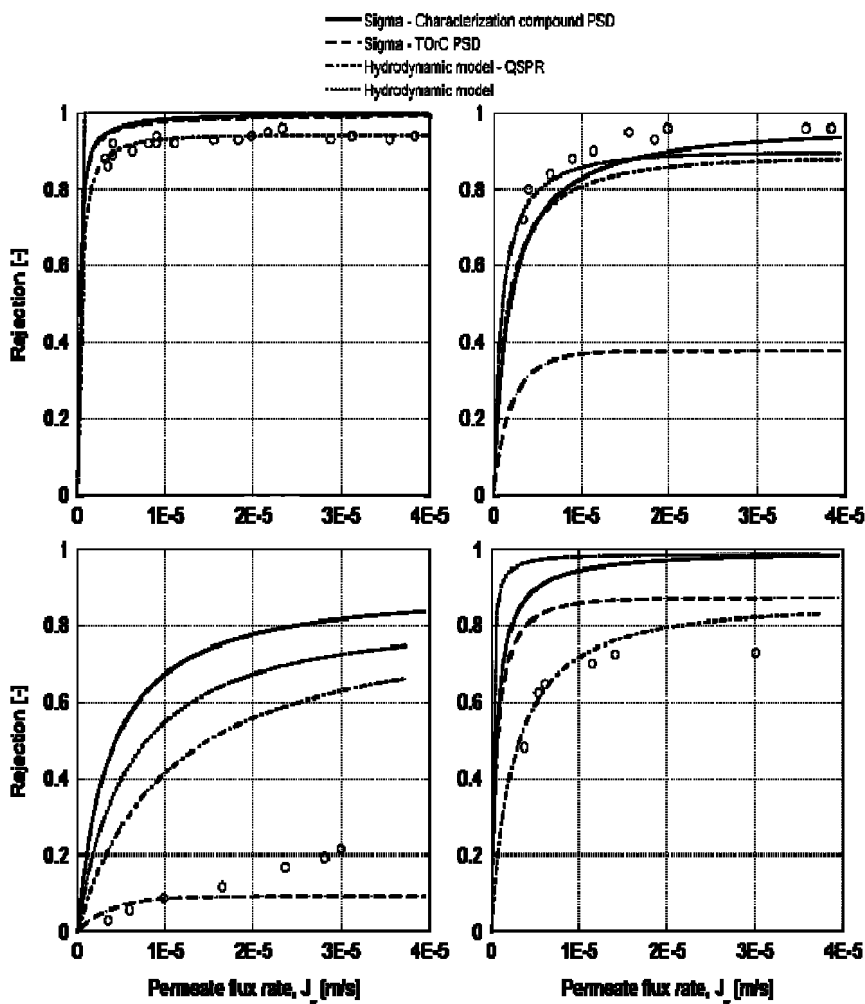 Sigma - Characterization compound PSD
Sigma - TOrC PSD
Hydrodynamic model - QSPR
Hydrodynamic model
1
0.8
0.6
0.4
0.2
0
Rejection [-]
0 1E-5 2E-5 3E-5 4E-5
1
0.8
0.6
0.4
0.2
0
0 1E-5 2E-5 3E-5 4E-5
1
0.8
0.6
0.4
0.2
0
Rejection [-]
0 1E-5 2E-5 3E-5 4E-5
Permeate flux rate, J [m/s]
1
0.8
0.6
0.4
0.2
0
0 1E-5 2E-5 3E-5 4E-5
Permeate flux rate, J [m/s]